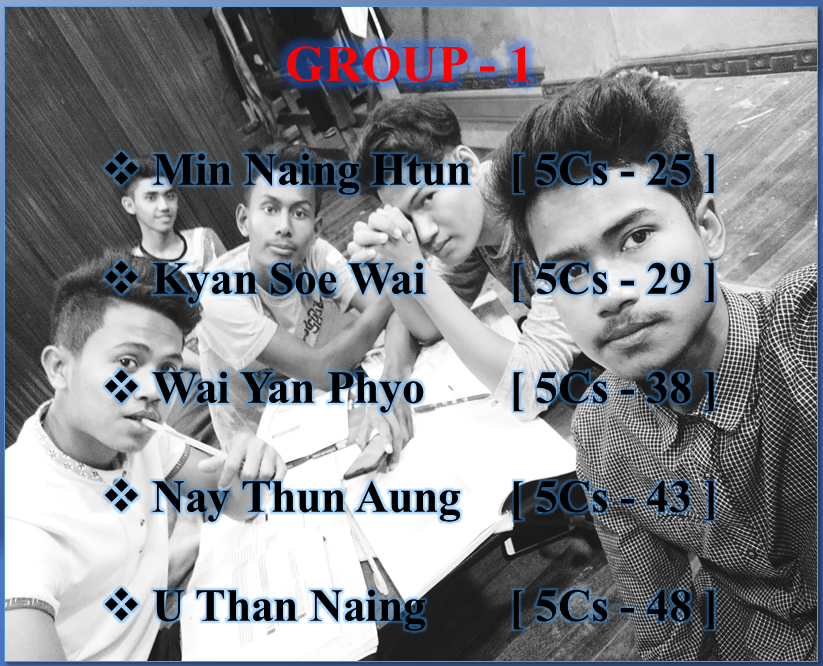 GROUP - 1
❖ Min Naing Htun [ 5Cs - 25 ]
❖ Kyan Soe Wai [ 5Cs - 29 ]
❖ Wai Yan Phyo [ 5Cs - 38 ]
❖ Nay Thun Aung [ 5Cs - 43 ]
❖ U Than Naing [ 5Cs - 48 ]